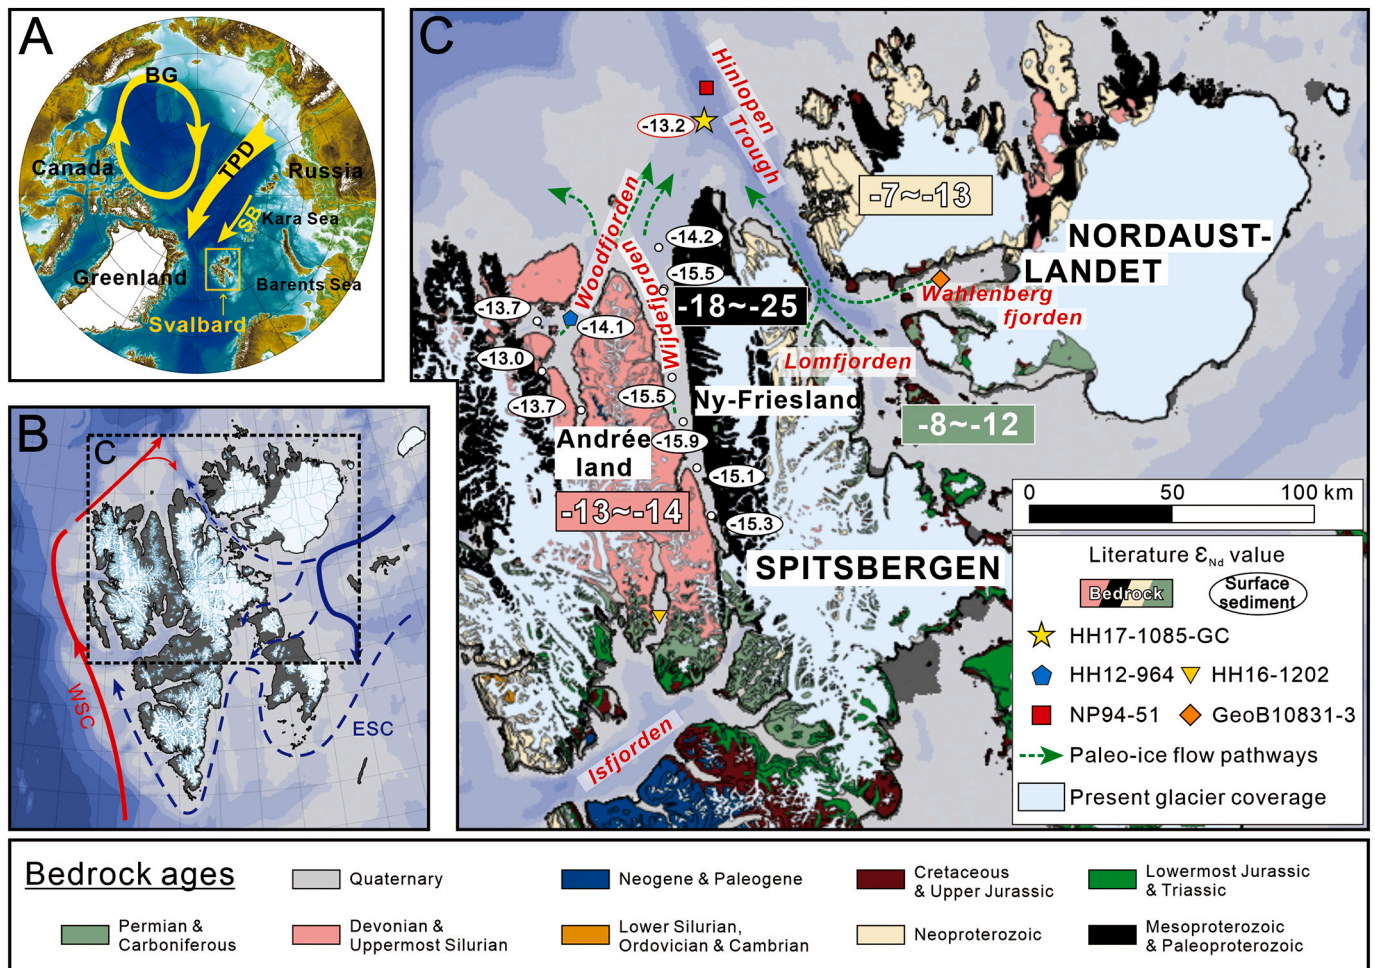 A
BG
Canada
TPD
Russia
SB
Kara Sea
Greenland
Barents Sea
Svalbard
B
C
WSC
ESC
C
Hinlopen
Trough
-13.2
-7~-13
NORDAUST-
LANDET
Woodfjorden
Wijdefjorden
-14.2
-15.5
-18~-25
Wahlenberg
fjorden
-13.7
-14.1
-13.0
Lomfjorden
-13.7
-15.5
Ny-Friesland
-8~-12
-15.9
Andrée
land
-15.1
-13~-14
-15.3
SPITSBERGEN
Isfjorden
0 50 100 km
Literature ƐNd value
Bedrock
Surface
sediment
HH17-1085-GC
HH12-964
HH16-1202
NP94-51
GeoB10831-3
Paleo-ice flow pathways
Present glacier coverage
Bedrock ages
Quaternary
Neogene & Paleogene
Cretaceous
& Upper Jurassic
Lowermost Jurassic
& Triassic
Permian &
Carboniferous
Devonian &
Uppermost Silurian
Lower Silurian,
Ordovician & Cambrian
Neoproterozoic
Mesoproterozoic
& Paleoproterozoic